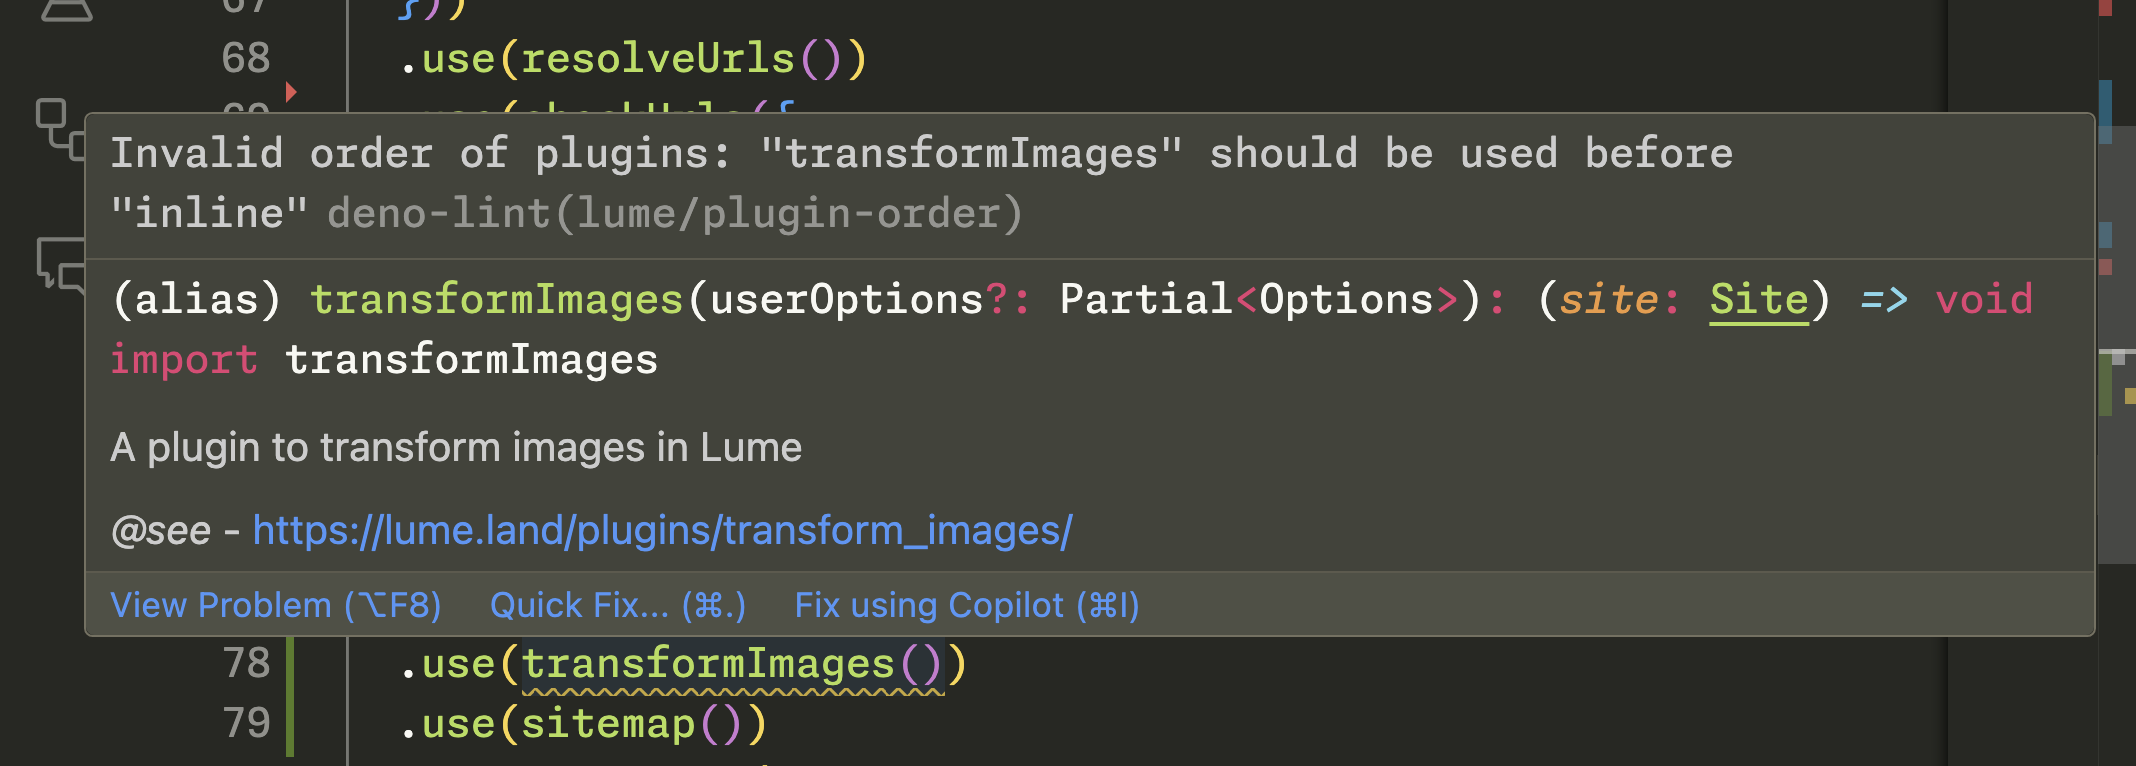 67 }))
68 .use(resolveUrls())
69 .use(checkUrls({
Invalid order of plugins: "transformImages" should be used before
"inline" deno-lint(lume/plugin-order)
(alias) transformImages(userOptions?: Partial<Options>): (site: Site) => void
import transformImages
A plugin to transform images in Lume
@see - https://lume.land/plugins/transform_images/
View Problem (⌥F8) Quick Fix... (⌘.) Fix using Copilot (⌘I)
78 .use(transformImages())
79 .use(sitemap())